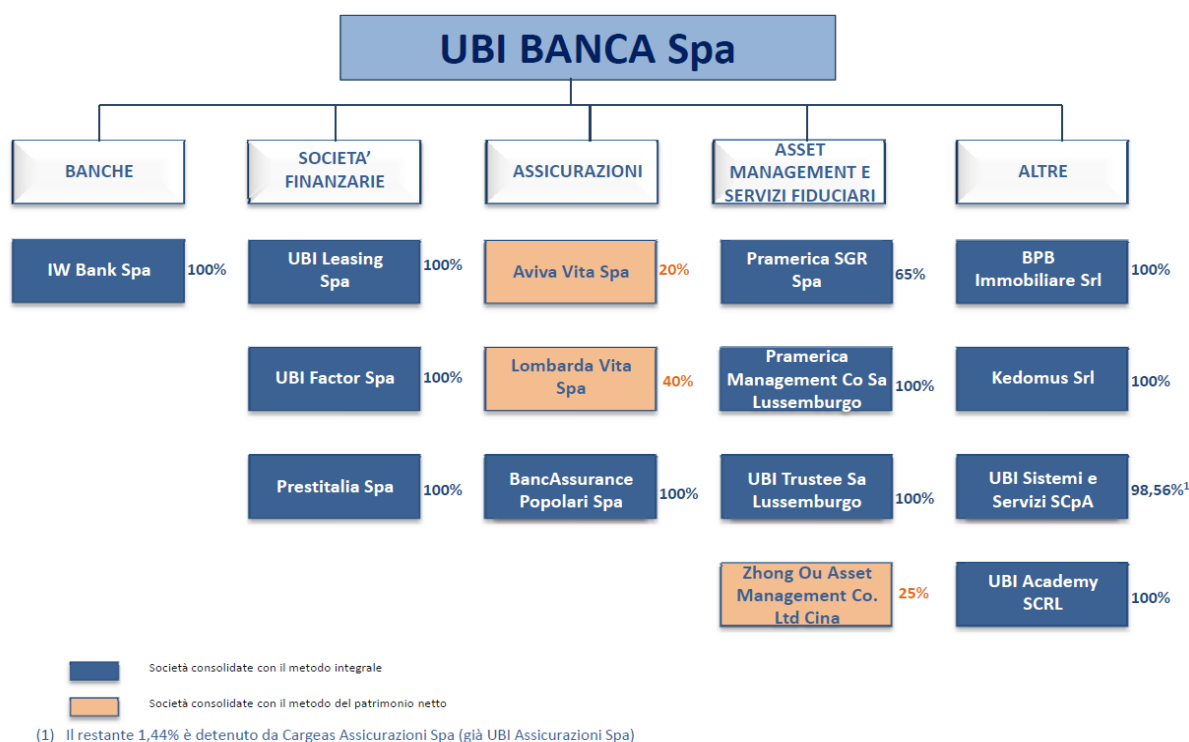 UBI BANCA Spa
BANCHE
SOCIETA’
FINANZARIE
ASSICURAZIONI
ASSET
MANAGEMENT E
SERVIZI FIDUCIARI
ALTRE
IW Bank Spa
100%
UBI Leasing
Spa
100%
Aviva Vita Spa
20%
Pramerica SGR
Spa
65%
BPB
Immobiliare Srl
100%
UBI Factor Spa
100%
Lombarda Vita
Spa
40%
Pramerica
Management Co Sa
Lussemburgo
100%
Kedomus Srl
100%
Prestitalia Spa
100%
BancAssurance
Popolari Spa
100%
UBI Trustee Sa
Lussemburgo
100%
UBI Sistemi e
Servizi SCpA
98,56%1
Zhong Ou Asset
Management Co.
Ltd Cina
25%
UBI Academy
SCRL
100%
Società consolidate con il metodo integrale
Società consolidate con il metodo del patrimonio netto
(1) Il restante 1,44% è detenuto da Cargeas Assicurazioni Spa (già UBI Assicurazioni Spa)